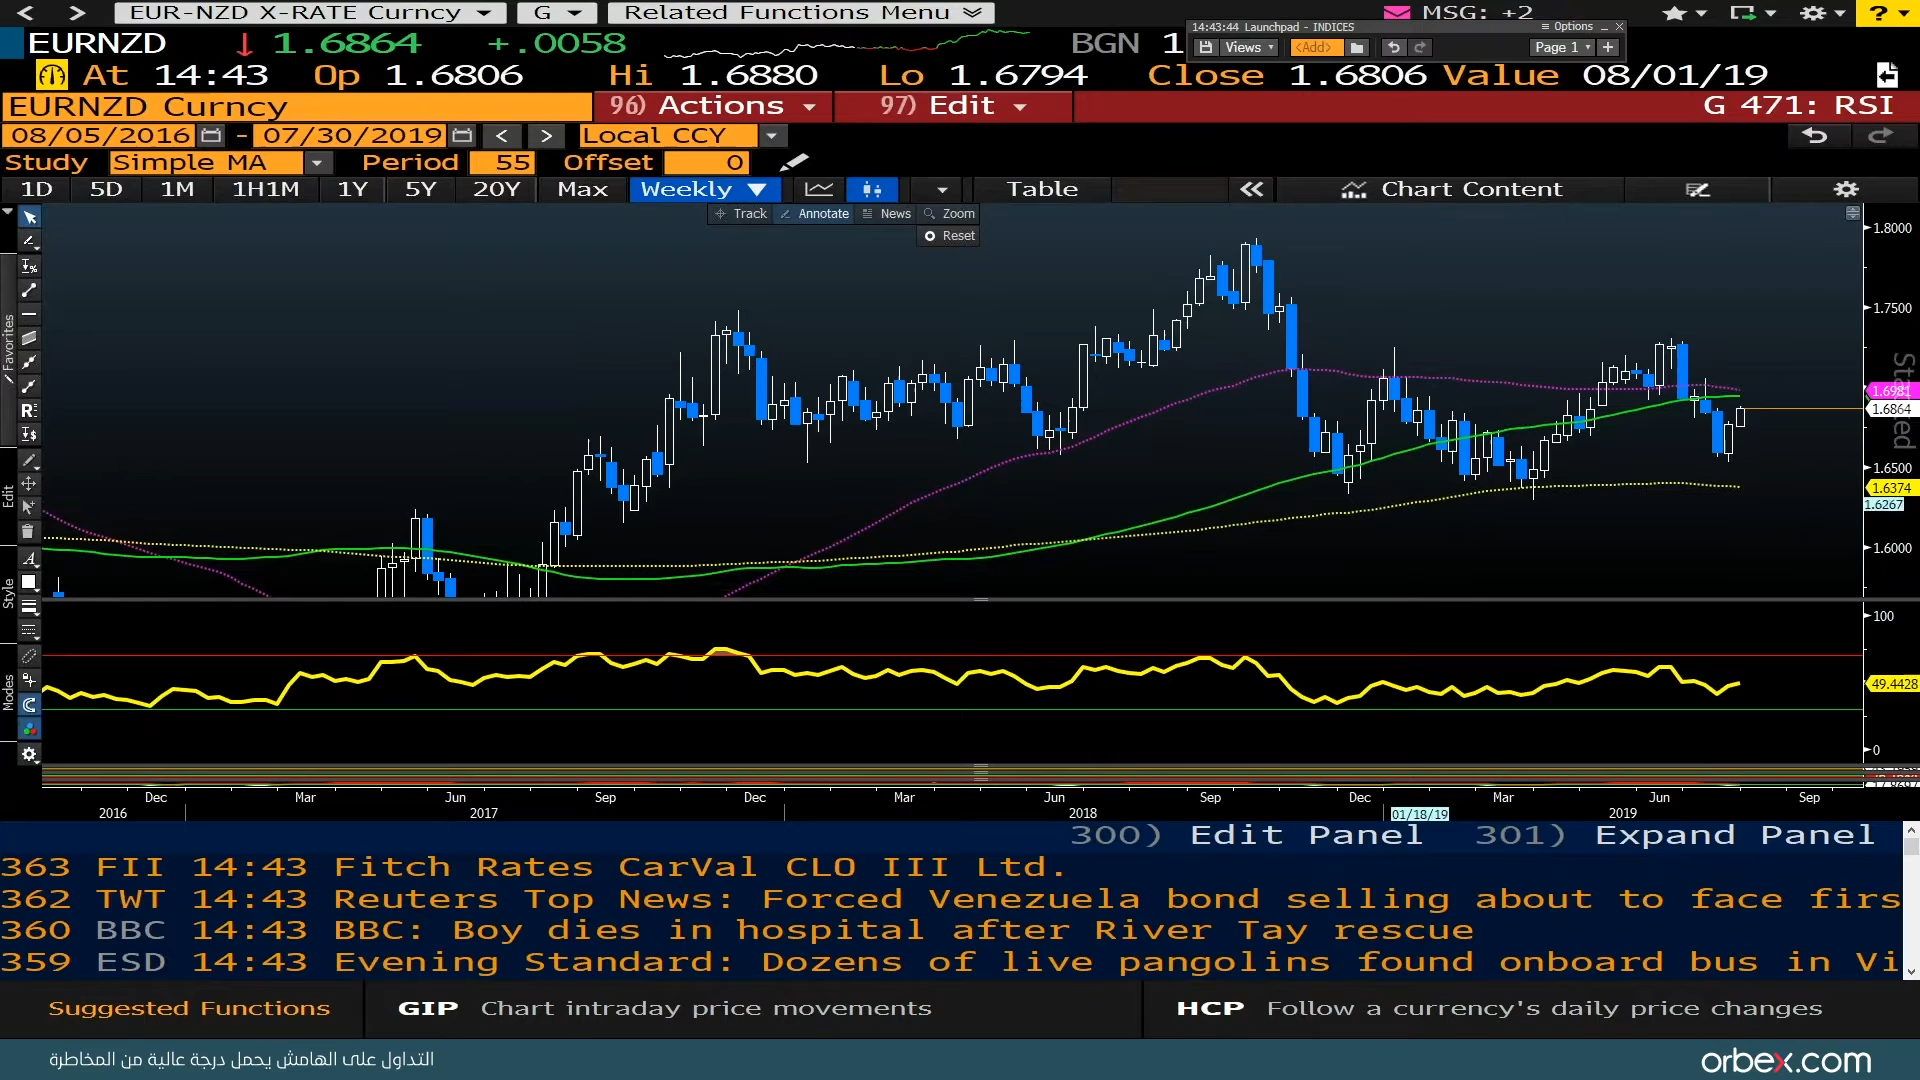 EUR-NZD X-RATE Curncy G Related Functions Menu MSG: +2 ?
14:43:44 Launchpad - INDICES Options
EURNZD 1.6864 +.0058 BGN 1
Views <Add> Page 1 +
At 14:43 Op 1.6806 Hi 1.6880 Lo 1.6794 Close 1.6806 Value 08/01/19
EURNZD Curncy 96) Actions 97) Edit G 471: RSI
08/05/2016 - 07/30/2019 < > Local CCY
Study Simple MA Period 55 Offset 0
1D 5D 1M 1H1M 1Y 5Y 20Y Max Weekly Table Chart Content
Track Annotate News Zoom
Reset
Favorites
Edit
Style
Modes
1.8000
1.7500
1.6981
1.6864
1.6500
1.6374
1.6267
1.6000
100
49.4428
0
Dec Mar Jun Sep Dec Mar Jun Sep Dec Mar Jun Sep
2016 2017 2018 01/18/19 2019
300) Edit Panel 301) Expand Panel
363 FII 14:43 Fitch Rates CarVal CLO III Ltd.
362 TWT 14:43 Reuters Top News: Forced Venezuela bond selling about to face firs
360 BBC 14:43 BBC: Boy dies in hospital after River Tay rescue
359 ESD 14:43 Evening Standard: Dozens of live pangolins found onboard bus in Vi
Suggested Functions GIP Chart intraday price movements HCP Follow a currency's daily price changes
التداول على الهامش يحمل درجة عالية من المخاطرة
orbex.com